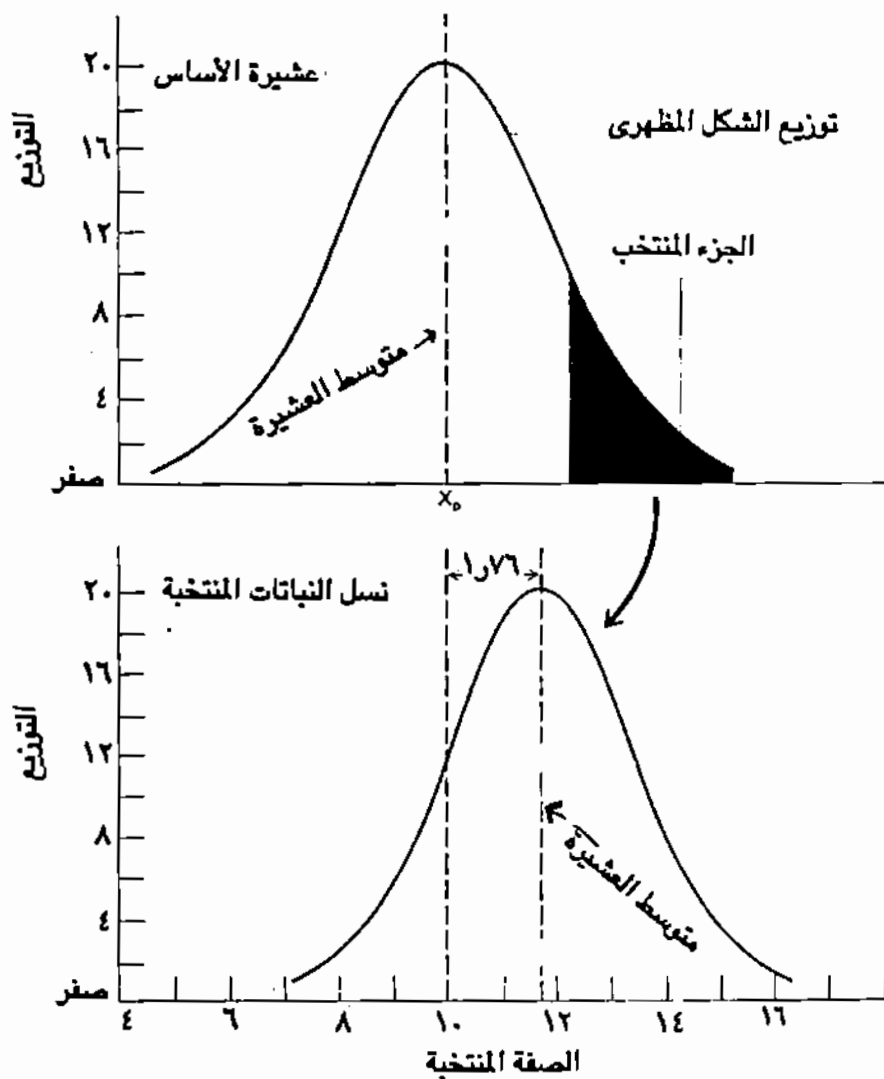 عشيرة الأساس
توزيع الشكل المظهرى
الجزء المنتخب
متوسط العشيرة
التوزيع
٢٠
١٦
١٢
٨
٤
صفر
X
نسل النباتات المنتخبة
١٫٧٦
متوسط العشيرة
التوزيع
٢٠
١٦
١٢
٨
٤
صفر
٤ ٦ ٨ ١٠ ١٢ ١٤ ١٦
الصفة المنتخبة